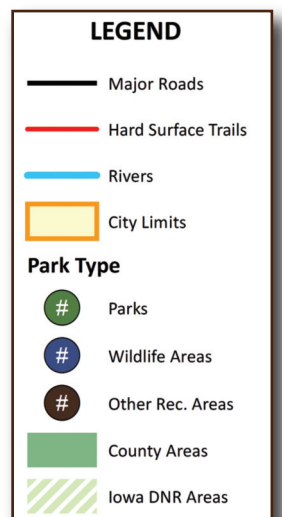 LEGEND
Major Roads
Hard Surface Trails
Rivers
City Limits
Park Type
# Parks
# Wildlife Areas
# Other Rec. Areas
County Areas
Iowa DNR Areas